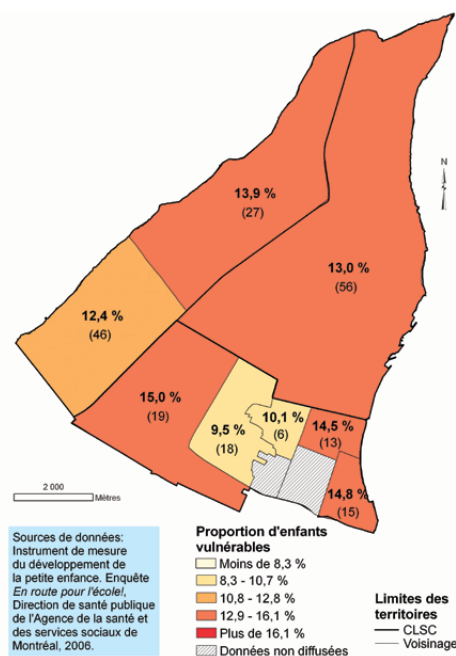 N
13,9 %
(27)
13,0 %
(56)
12,4 %
(46)
15,0 %
(19)
9,5 %
(18)
10,1 %
(6)
14,5 %
(13)
14,8 %
(15)
2 000
Mètres
Sources de données:
Instrument de mesure
du développement de
la petite enfance. Enquête
En route pour l'école!,
Direction de santé publique
de l'Agence de la santé et
des services sociaux de
Montréal, 2006.
Proportion d'enfants
vulnérables
Moins de 8,3 %
8,3 - 10,7 %
10,8 - 12,8 %
12,9 - 16,1 %
Plus de 16,1 %
Données non diffusées
Limites des
territoires
CLSC
Voisinage